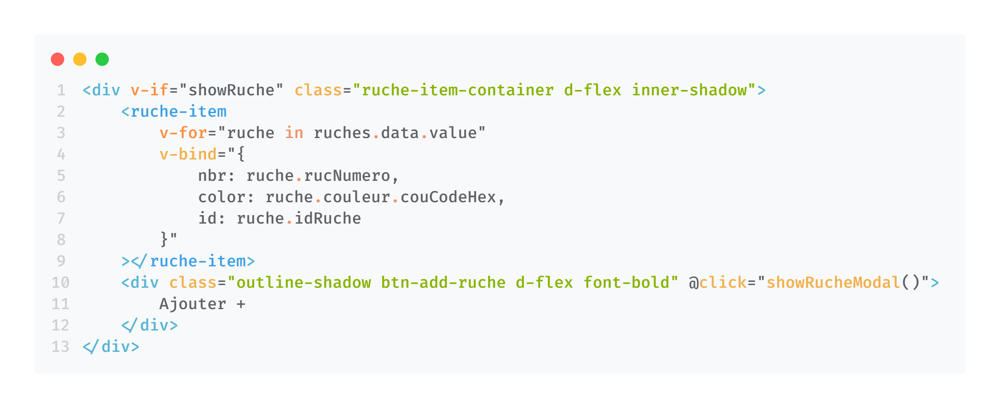 1 <div v-if="showRuche" class="ruche-item-container d-flex inner-shadow">
2     <ruche-item
3         v-for="ruche in ruches.data.value"
4         v-bind="{
5             nbr: ruche.rucNumero,
6             color: ruche.couleur.couCodeHex,
7             id: ruche.idRuche
8         }"
9     ></ruche-item>
10     <div class="outline-shadow btn-add-ruche d-flex font-bold" @click="showRucheModal()">
11         Ajouter +
12     </div>
13 </div>